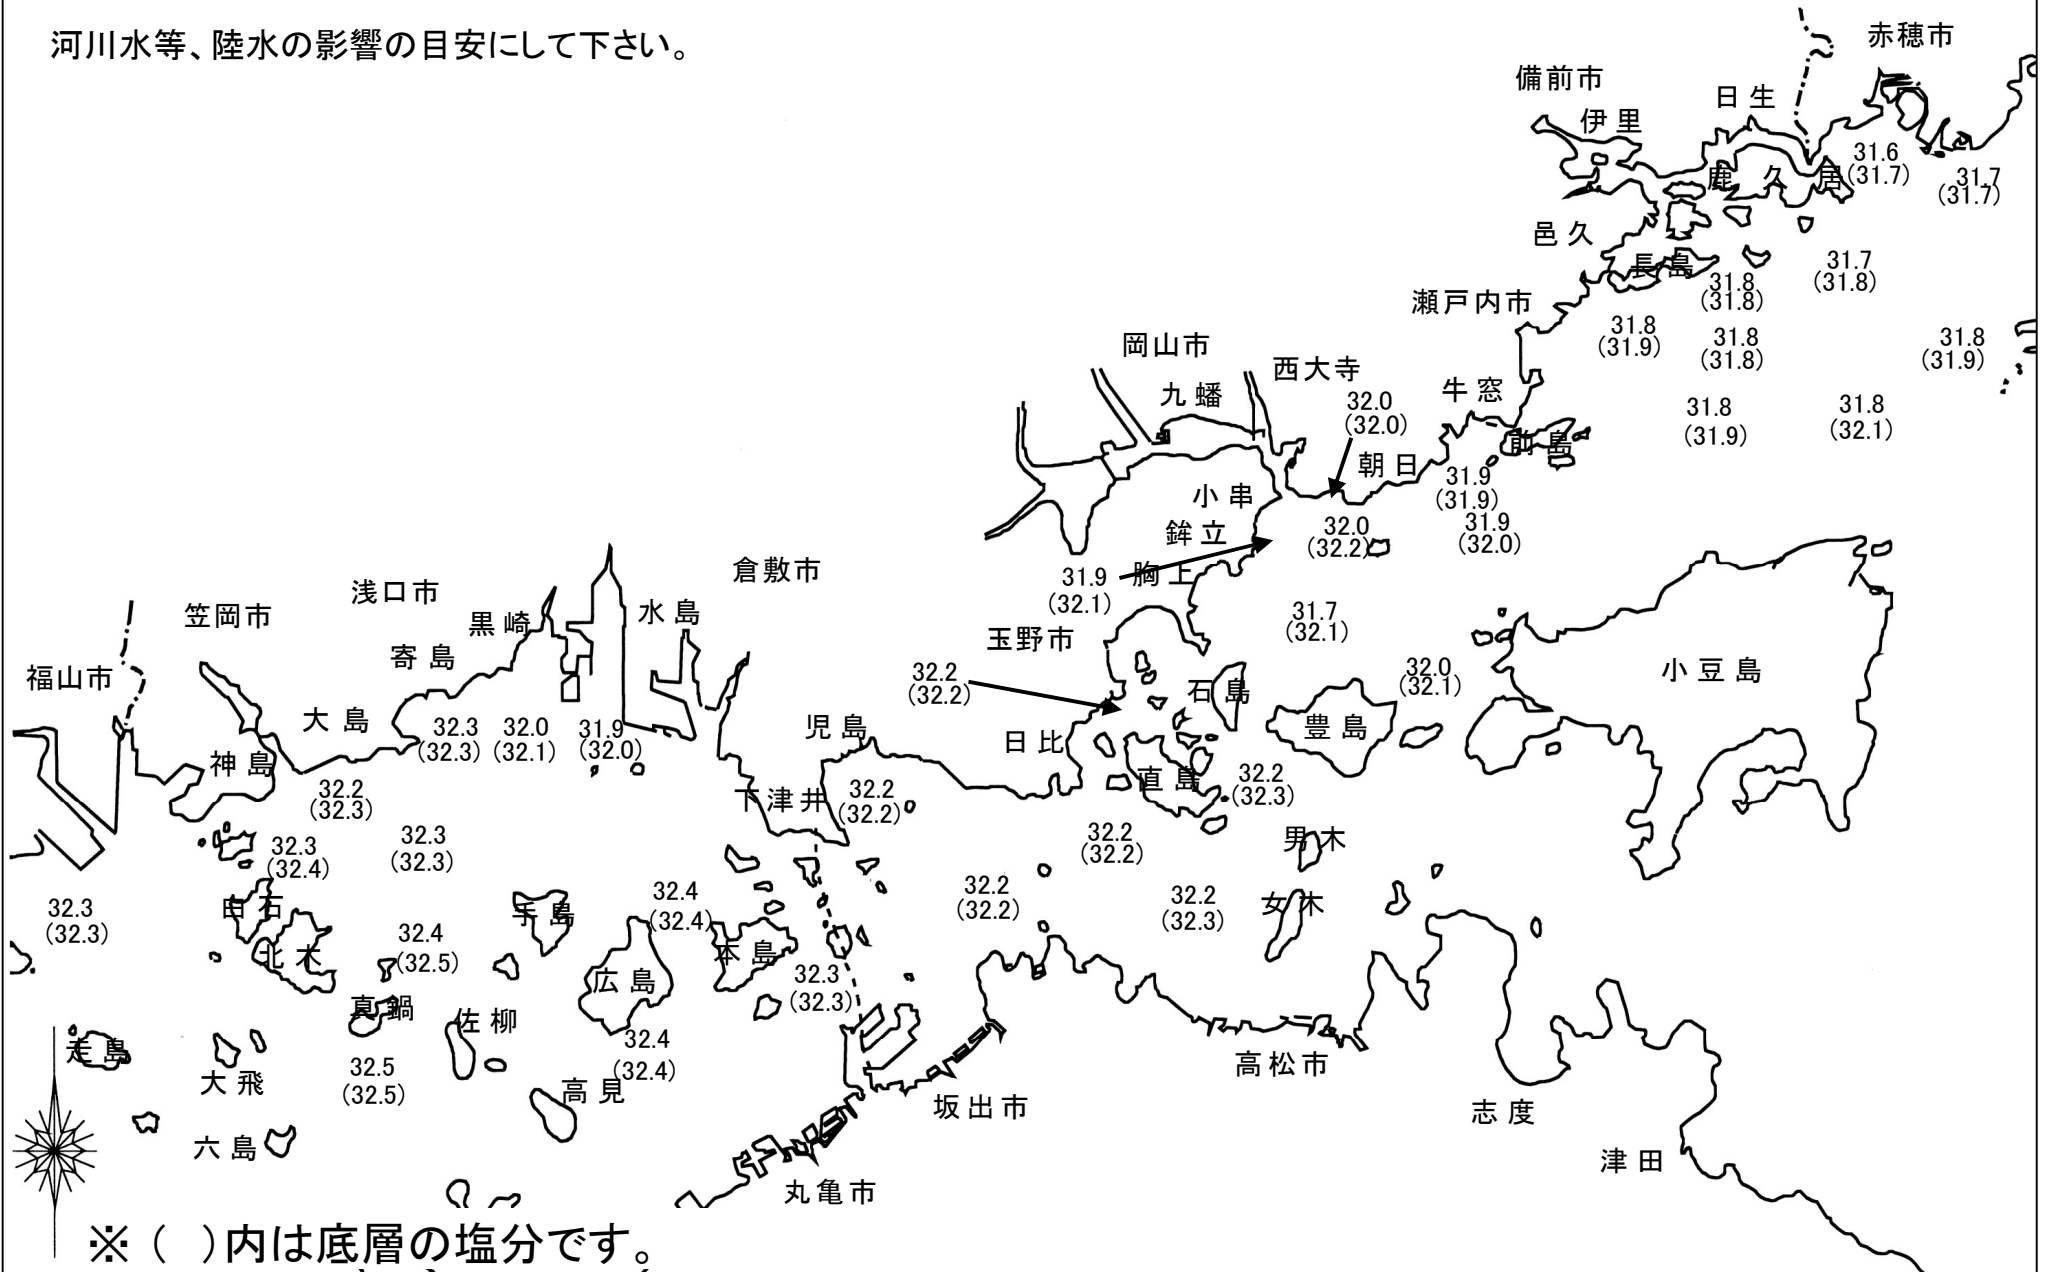 河川水等、陸水の影響の目安にして下さい。
赤穂市
備前市
日生
伊里
31.6
(31.7)
31.7
(31.7)
鹿久居
邑久
長島
31.7
(31.8)
31.8
(31.8)
瀬戸内市
31.8
(31.9)
31.8
(31.8)
31.8
(31.9)
岡山市
西大寺
九蟠
牛窓
32.0
(32.0)
31.8
(31.9)
31.8
(32.1)
前島
朝日
31.9
(31.9)
小串
鉾立
32.0
(32.2)
31.9
(32.0)
胸上
31.9
(32.1)
倉敷市
浅口市
笠岡市
黒崎
水島
31.7
(32.1)
玉野市
寄島
福山市
32.2
(32.2)
石島
32.0
(32.1)
小豆島
大島
32.3
(32.3)
32.0
(32.1)
31.9
(32.0)
児島
日比
豊島
神島
直島
32.2
(32.3)
32.2
(32.3)
下津井
32.2
(32.2)
32.3
(32.4)
32.3
(32.3)
32.2
(32.2)
男木
白石
32.3
(32.3)
手島
32.4
(32.4)
32.2
(32.2)
32.2
(32.3)
女木
北木
32.4
(32.5)
広島
本島
32.3
(32.3)
真鍋
佐柳
走島
大飛
32.5
(32.5)
32.4
(32.4)
高見
高松市
坂出市
志度
六島
津田
丸亀市
※（ ）内は底層の塩分です。